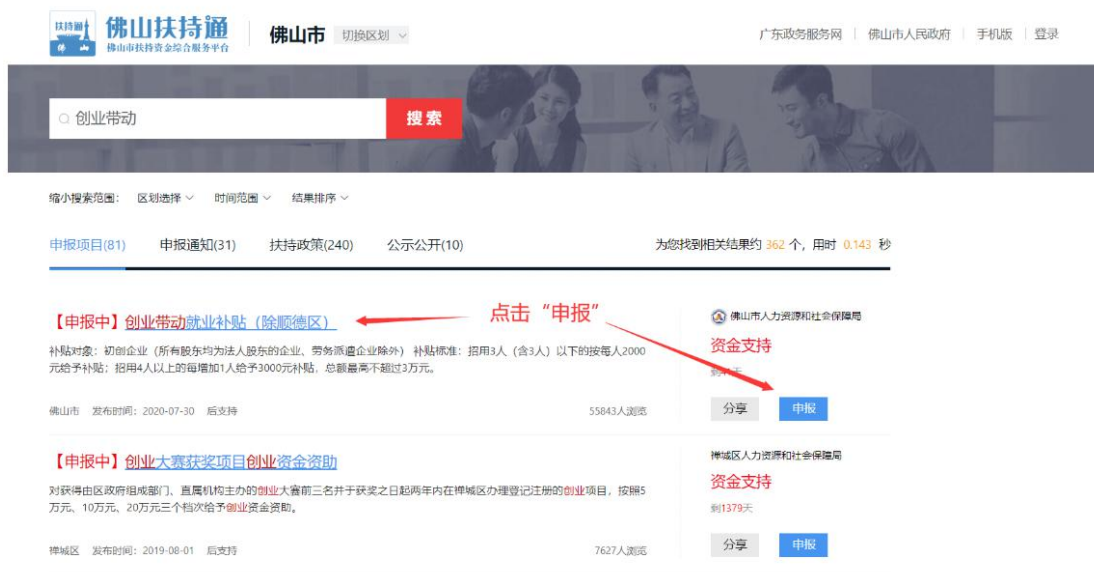 扶持通
佛山
佛山扶持通
佛山市扶持资金综合服务平台
佛山市 切换区划
广东政务服务网 佛山市人民政府 手机版 登录
创业带动 搜索
缩小搜索范围： 区划选择 时间范围 结果排序
申报项目(81) 申报通知(31) 扶持政策(240) 公示公开(10) 为您找到相关结果约 362 个，用时 0.143 秒
点击“申报”
【申报中】创业带动就业补贴（除顺德区）
佛山市人力资源和社会保障局
补贴对象：初创企业（所有股东均为法人股东的企业、劳务派遣企业除外） 补贴标准：招用3人（含3人）以下的按每人2000
元给予补贴；招用4人以上的每增加1人给予3000元补贴，总额最高不超过3万元。
资金支持
佛山市 发布时间：2020-07-30 后支持 55843人浏览
分享 申报
【申报中】创业大赛获奖项目创业资金资助
禅城区人力资源和社会保障局
对获得由区政府组成部门、直属机构主办的创业大赛前三名并于获奖之日起两年内在禅城区办理登记注册的创业项目，按照5
万元、10万元、20万元三个档次给予创业资金资助。
资金支持
剩1379天
禅城区 发布时间：2019-08-01 后支持 7627人浏览
分享 申报